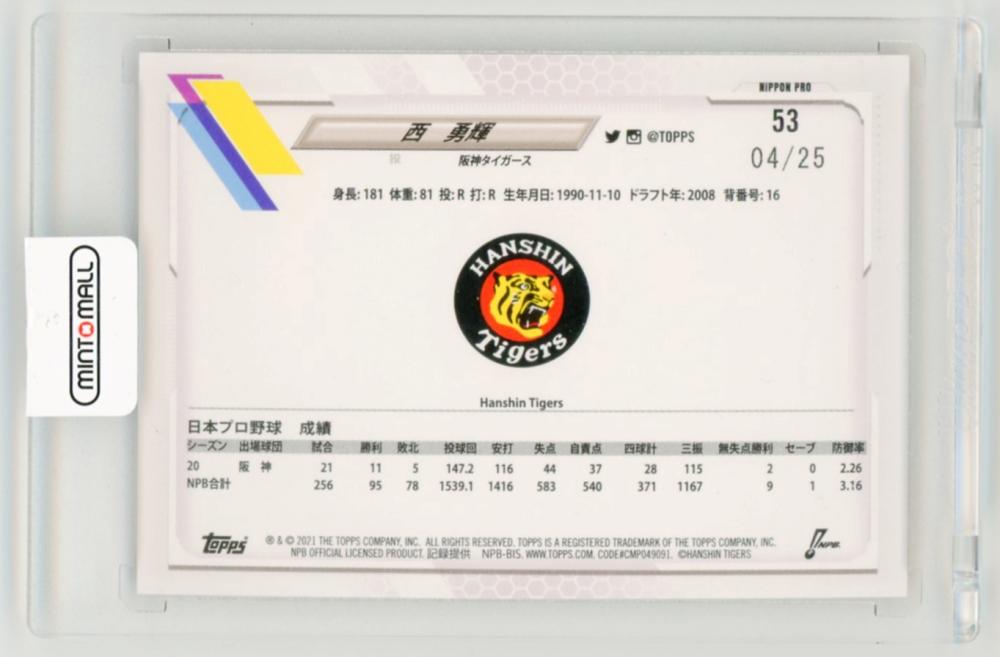 NIPPON PRO
53
04/25
西 勇輝
@TOPPS
投
阪神タイガース
身長: 181 体重: 81 投: R 打: R 生年月日: 1990-11-10 ドラフト年: 2008 背番号: 16
HANSHIN
Tigers
MINT MALL
Hanshin Tigers
日本プロ野球 成績
シーズン 出場球団 試合 勝利 敗北 投球回 安打 失点 自責点 四球計 三振 無失点勝利 セーブ 防御率
20 阪 神 21 11 5 147.2 116 44 37 28 115 2 0 2.26
NPB合計 256 95 78 1539.1 1416 583 540 371 1167 9 1 3.16
topps
® & © 2021 THE TOPPS COMPANY, INC. ALL RIGHTS RESERVED. TOPPS IS A REGISTERED TRADEMARK OF THE TOPPS COMPANY, INC.
NPB OFFICIAL LICENSED PRODUCT. 記録提供 NPB-BIS. WWW.TOPPS.COM. CODE#CMP049091. ©HANSHIN TIGERS
NPB.